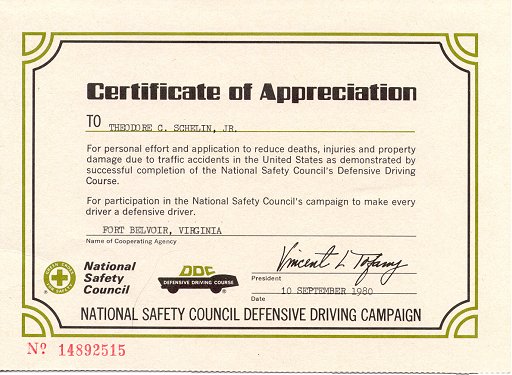 Certificate of Appreciation
TO THEODORE C. SCHELIN, JR.
For personal effort and application to reduce deaths, injuries and property
damage due to traffic accidents in the United States as demonstrated by
successful completion of the National Safety Council's Defensive Driving
Course.
For participation in the National Safety Council's campaign to make every
driver a defensive driver.
FORT BELVOIR, VIRGINIA
Name of Cooperating Agency
Vincent L Tofany
President
GREEN CROSS
FOR SAFETY
National
Safety
Council
DDC
DEFENSIVE DRIVING COURSE
®
10 SEPTEMBER 1980
Date
NATIONAL SAFETY COUNCIL DEFENSIVE DRIVING CAMPAIGN
Nº 14892515